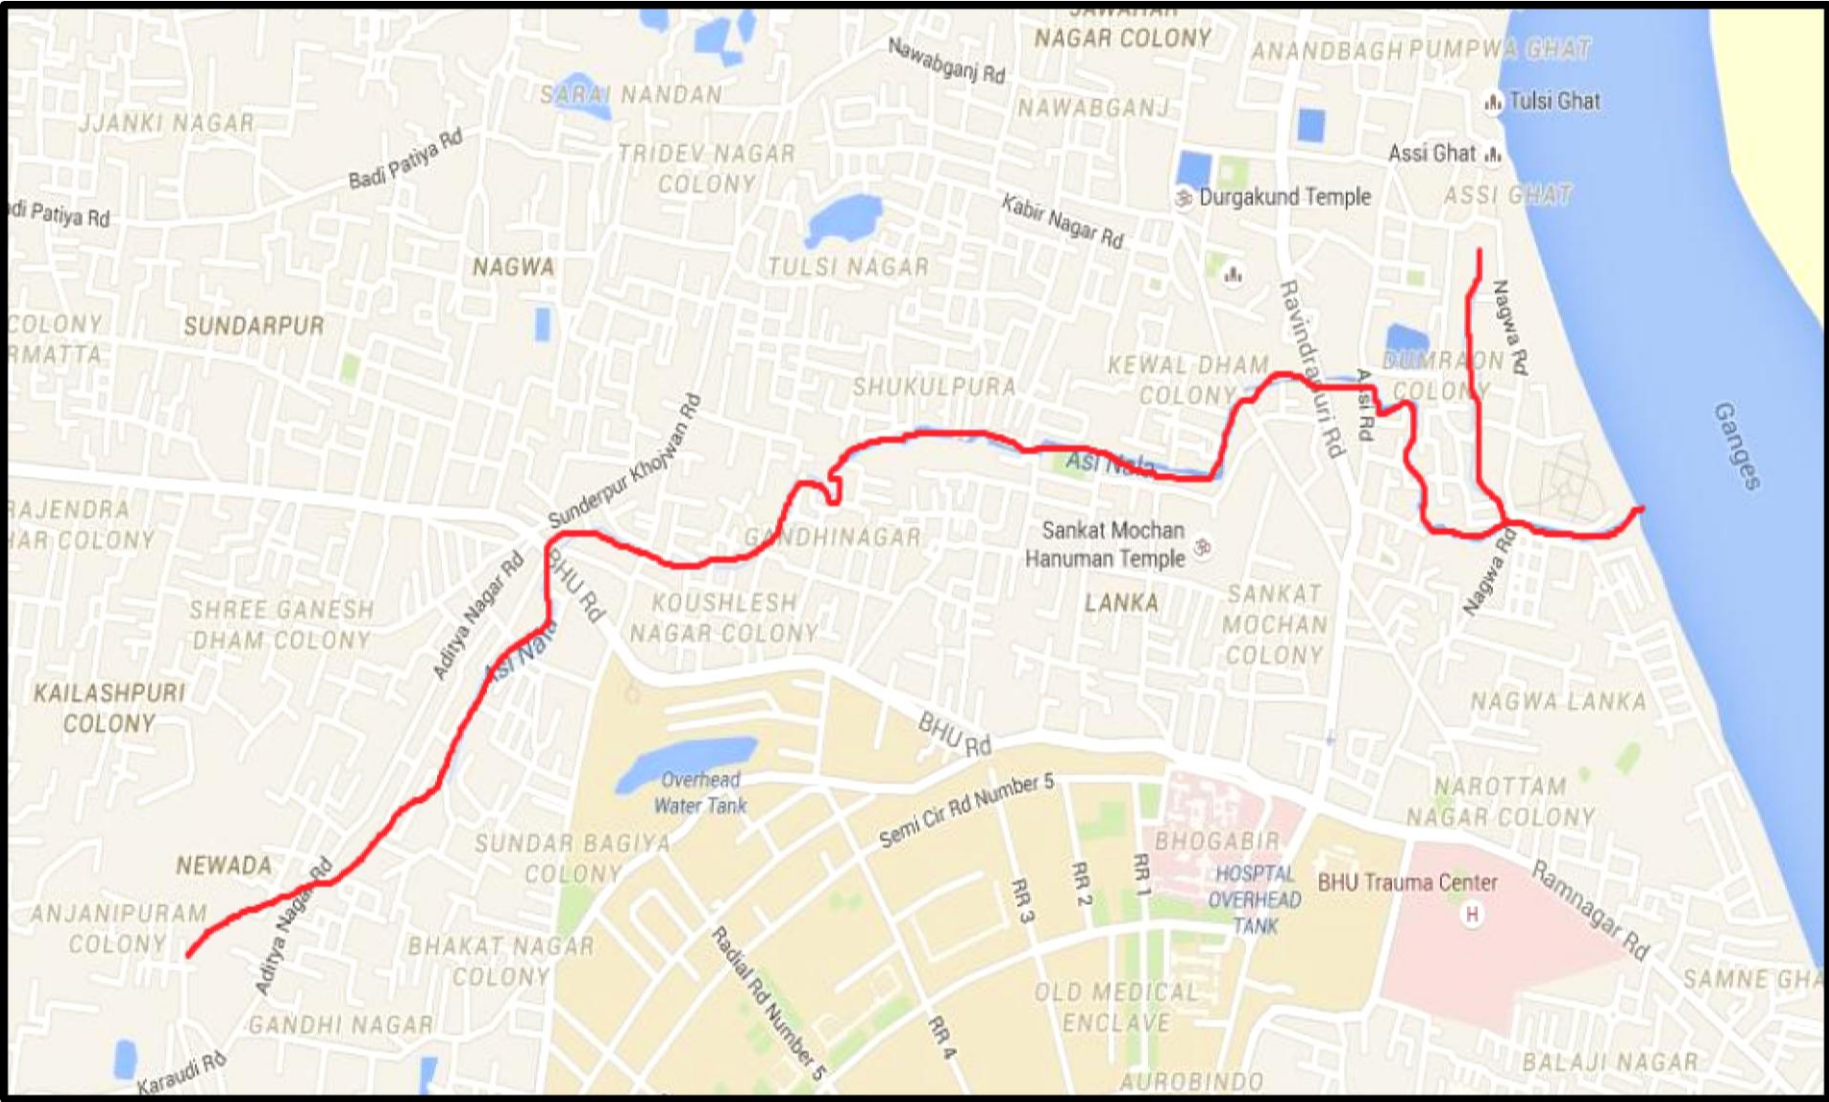 JAWAHAR
NAGAR COLONY
Nawabganj Rd
ANANDBAGH
PUMPWA GHAT
SARAI NANDAN
NAWABGANJ
Tulsi Ghat
JJANKI NAGAR
Badi Patiya Rd
TRIDEV NAGAR
COLONY
Assi Ghat
Durgakund Temple
ASSI GHAT
adi Patiya Rd
Kabir Nagar Rd
NAGWA
TULSI NAGAR
Ravindrapuri Rd
Nagwa Rd
COLONY
RMATTA
SUNDARPUR
KEWAL DHAM
COLONY
DUMRAON
COLONY
SHUKULPURA
Assi Rd
Ganges
Sunderpur Khojwan Rd
Asi Nala
RAJENDRA
HAR COLONY
GANDHINAGAR
Sankat Mochan
Hanuman Temple
Nagwa Rd
Aditya Nagar Rd
BHU Rd
SHREE GANESH
DHAM COLONY
KOUSHLESH
NAGAR COLONY
LANKA
SANKAT
MOCHAN
COLONY
Asi Nala
KAILASHPURI
COLONY
NAGWA LANKA
BHU Rd
Overhead
Water Tank
Semi Cir Rd Number 5
NAROTTAM
NAGAR COLONY
SUNDAR BAGIYA
COLONY
BHOGABIR
NEWADA
RR 3
RR 2
RR 1
HOSPTAL
OVERHEAD
TANK
BHU Trauma Center
H
Ramnagar Rd
ANJANIPURAM
COLONY
Aditya Nagar Rd
BHAKAT NAGAR
COLONY
Radial Rd Number 5
OLD MEDICAL
ENCLAVE
SAMNE GHA
GANDHI NAGAR
RR 4
Karaudi Rd
BALAJI NAGAR
AUROBINDO